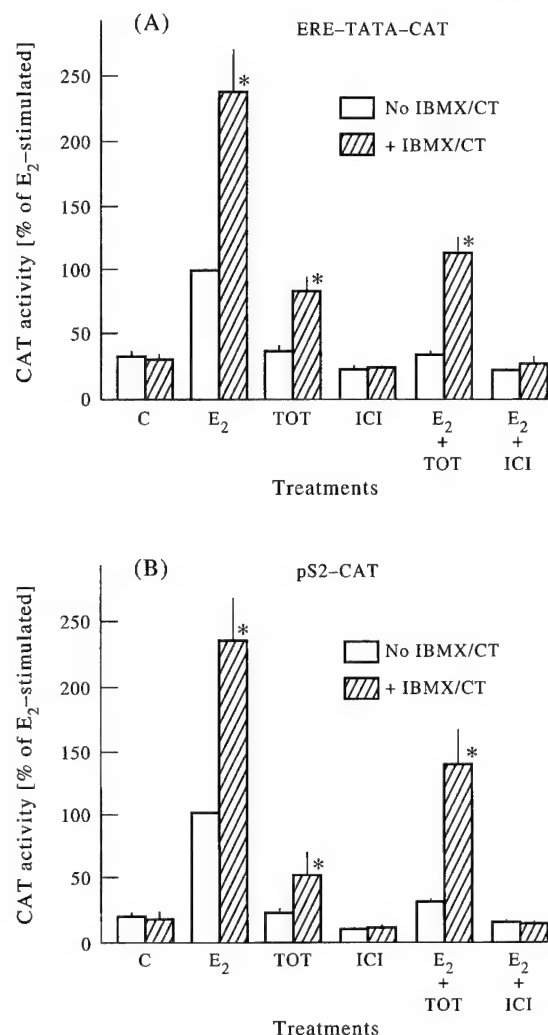 (A)
ERE–TATA–CAT
CAT activity [% of E2–stimulated]
250
200
150
100
50
0
No IBMX/CT
+ IBMX/CT
*
*
*
C
E2
TOT
ICI
E2
+
TOT
E2
+
ICI
Treatments
(B)
pS2–CAT
CAT activity [% of E2–stimulated]
250
200
150
100
50
0
No IBMX/CT
+ IBMX/CT
*
*
*
C
E2
TOT
ICI
E2
+
TOT
E2
+
ICI
Treatments